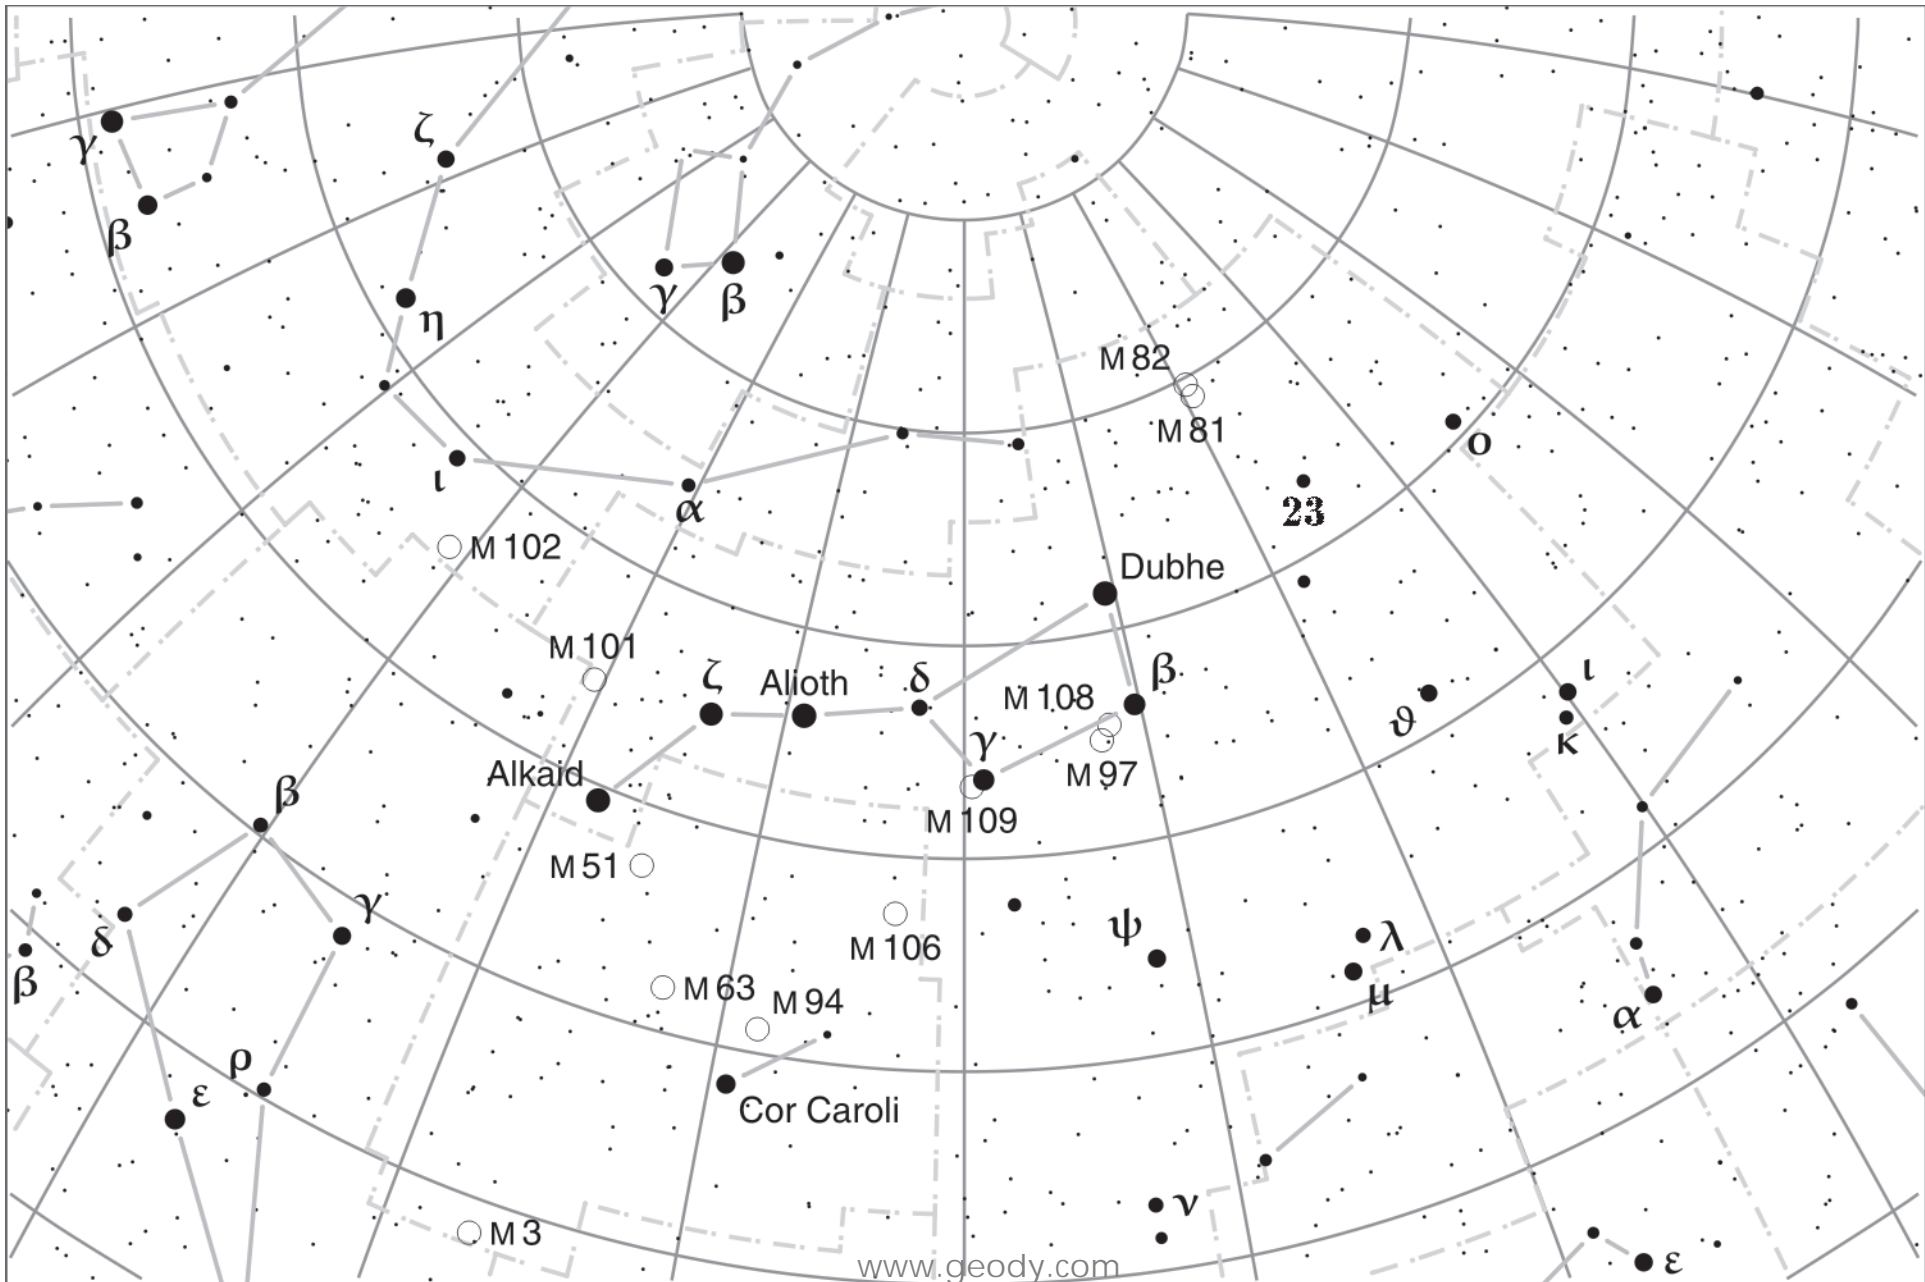 γ
ζ
β
η
γ
β
M 82
M 81
ο
ι
α
23
M 102
Dubhe
M 101
ζ
Alioth
δ
M 108
β
ι
ϑ
κ
γ
Alkaid
M 97
β
M 109
M 51
γ
δ
ψ
λ
M 106
β
M 63
M 94
μ
α
ρ
ε
Cor Caroli
ν
M 3
www.geody.com
ε